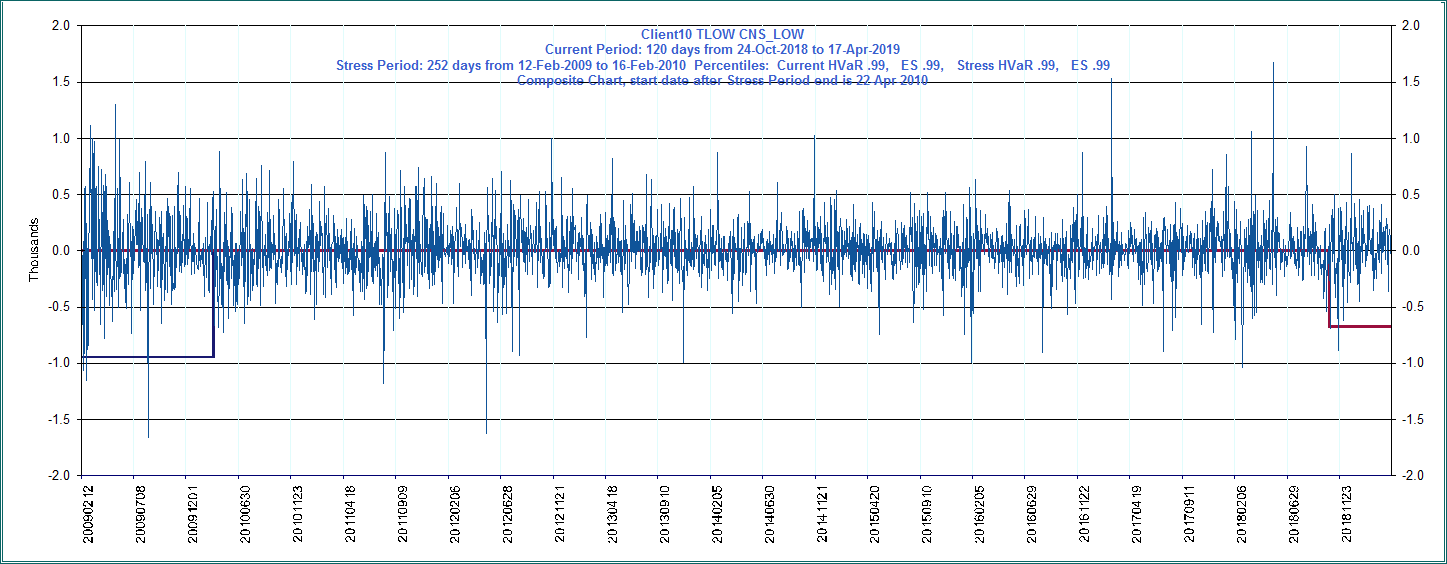 Client10 TLOW CNS_LOW
Current Period: 120 days from 24-Oct-2018 to 17-Apr-2019
Stress Period: 252 days from 12-Feb-2009 to 16-Feb-2010 Percentiles: Current HVaR .99, ES .99, Stress HVaR .99, ES .99
Composite Chart, start date after Stress Period end is 22 Apr 2010
2.0 2.0
1.5 1.5
1.0 1.0
0.5 0.5
0.0 0.0
-0.5 -0.5
-1.0 -1.0
-1.5 -1.5
-2.0 -2.0
Thousands
20090212 20090708 20091201 20100630 20101123 20110418 20110909 20120206 20120628 20121121 20130418 20130910 20140205 20140630 20141121 20150420 20150910 20160205 20160629 20161122 20170419 20170911 20180206 20180629 20181123